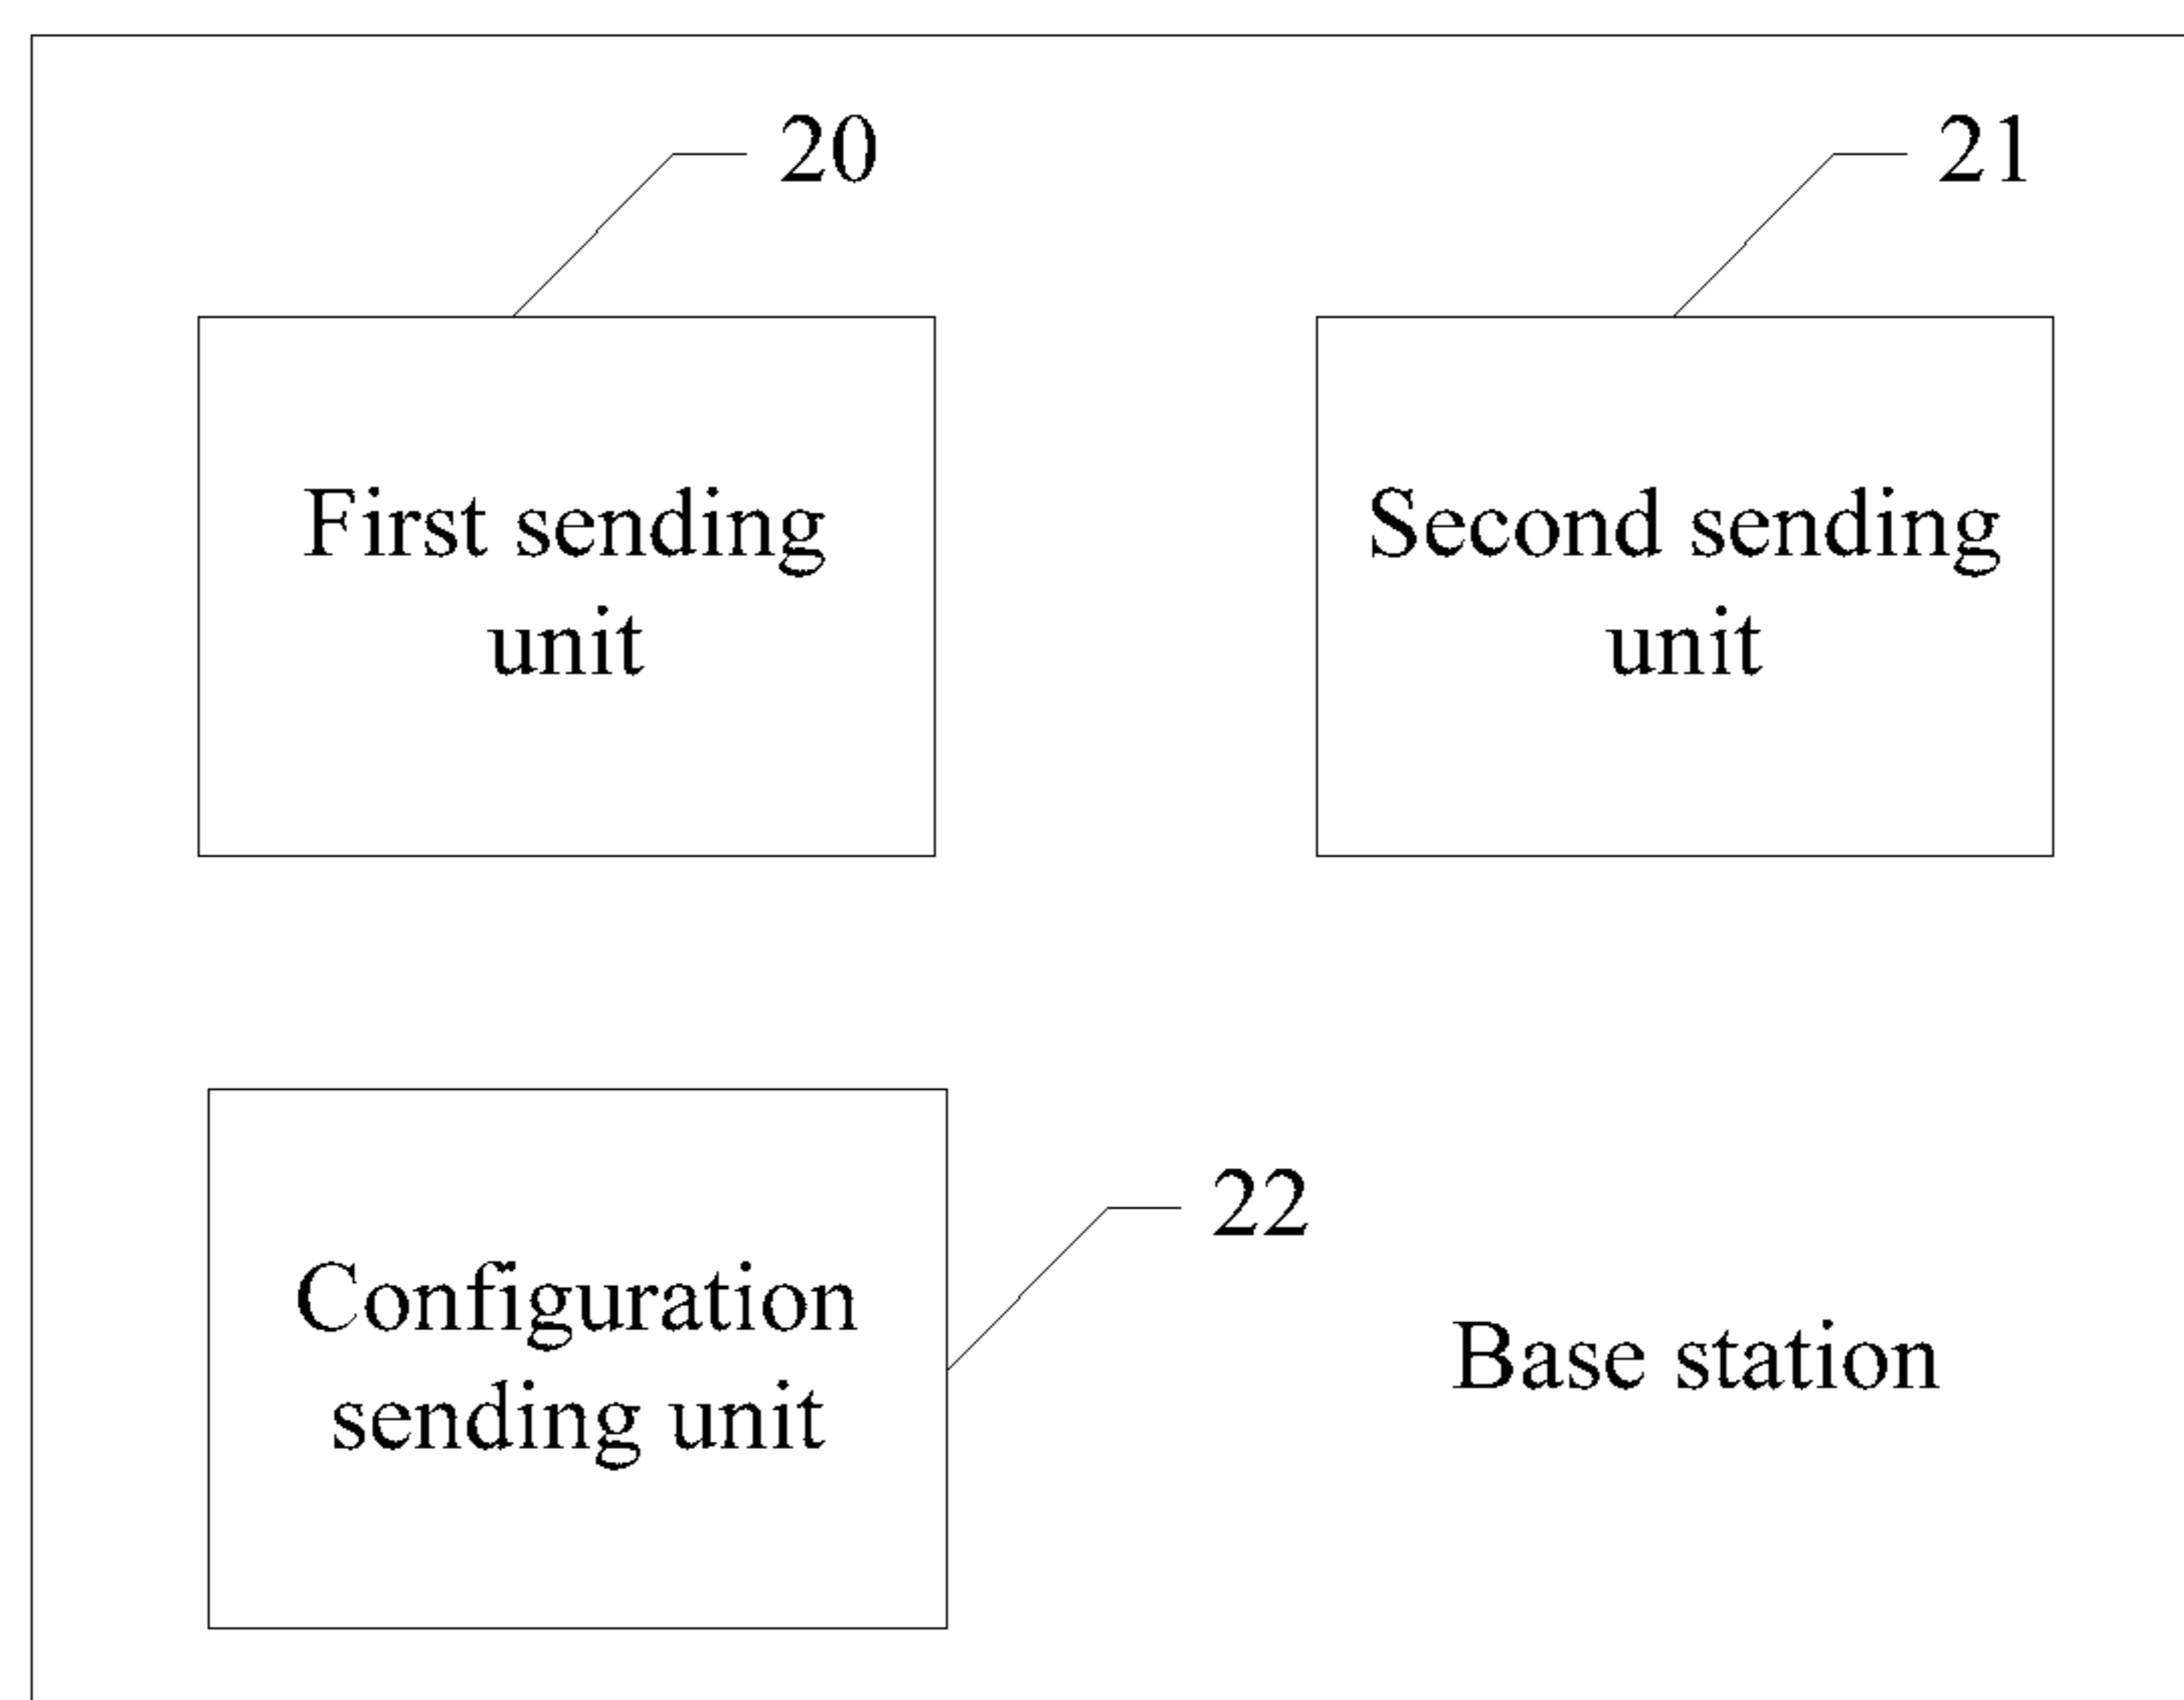 20
21
First sending
unit
Second sending
unit
22
Configuration
sending unit
Base station